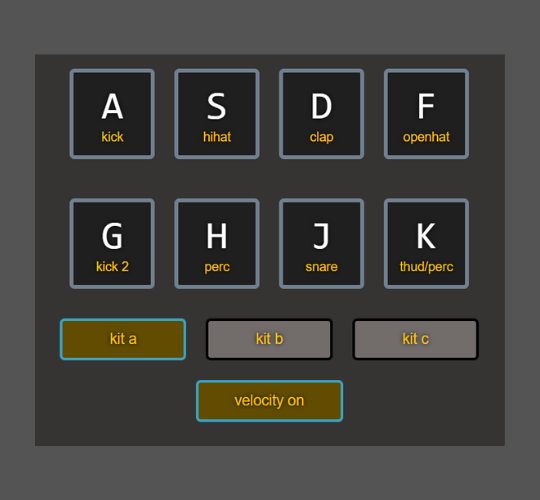 A S D F
kick hihat clap openhat
G H J K
kick 2 perc snare thud/perc
kit a kit b kit c
velocity on